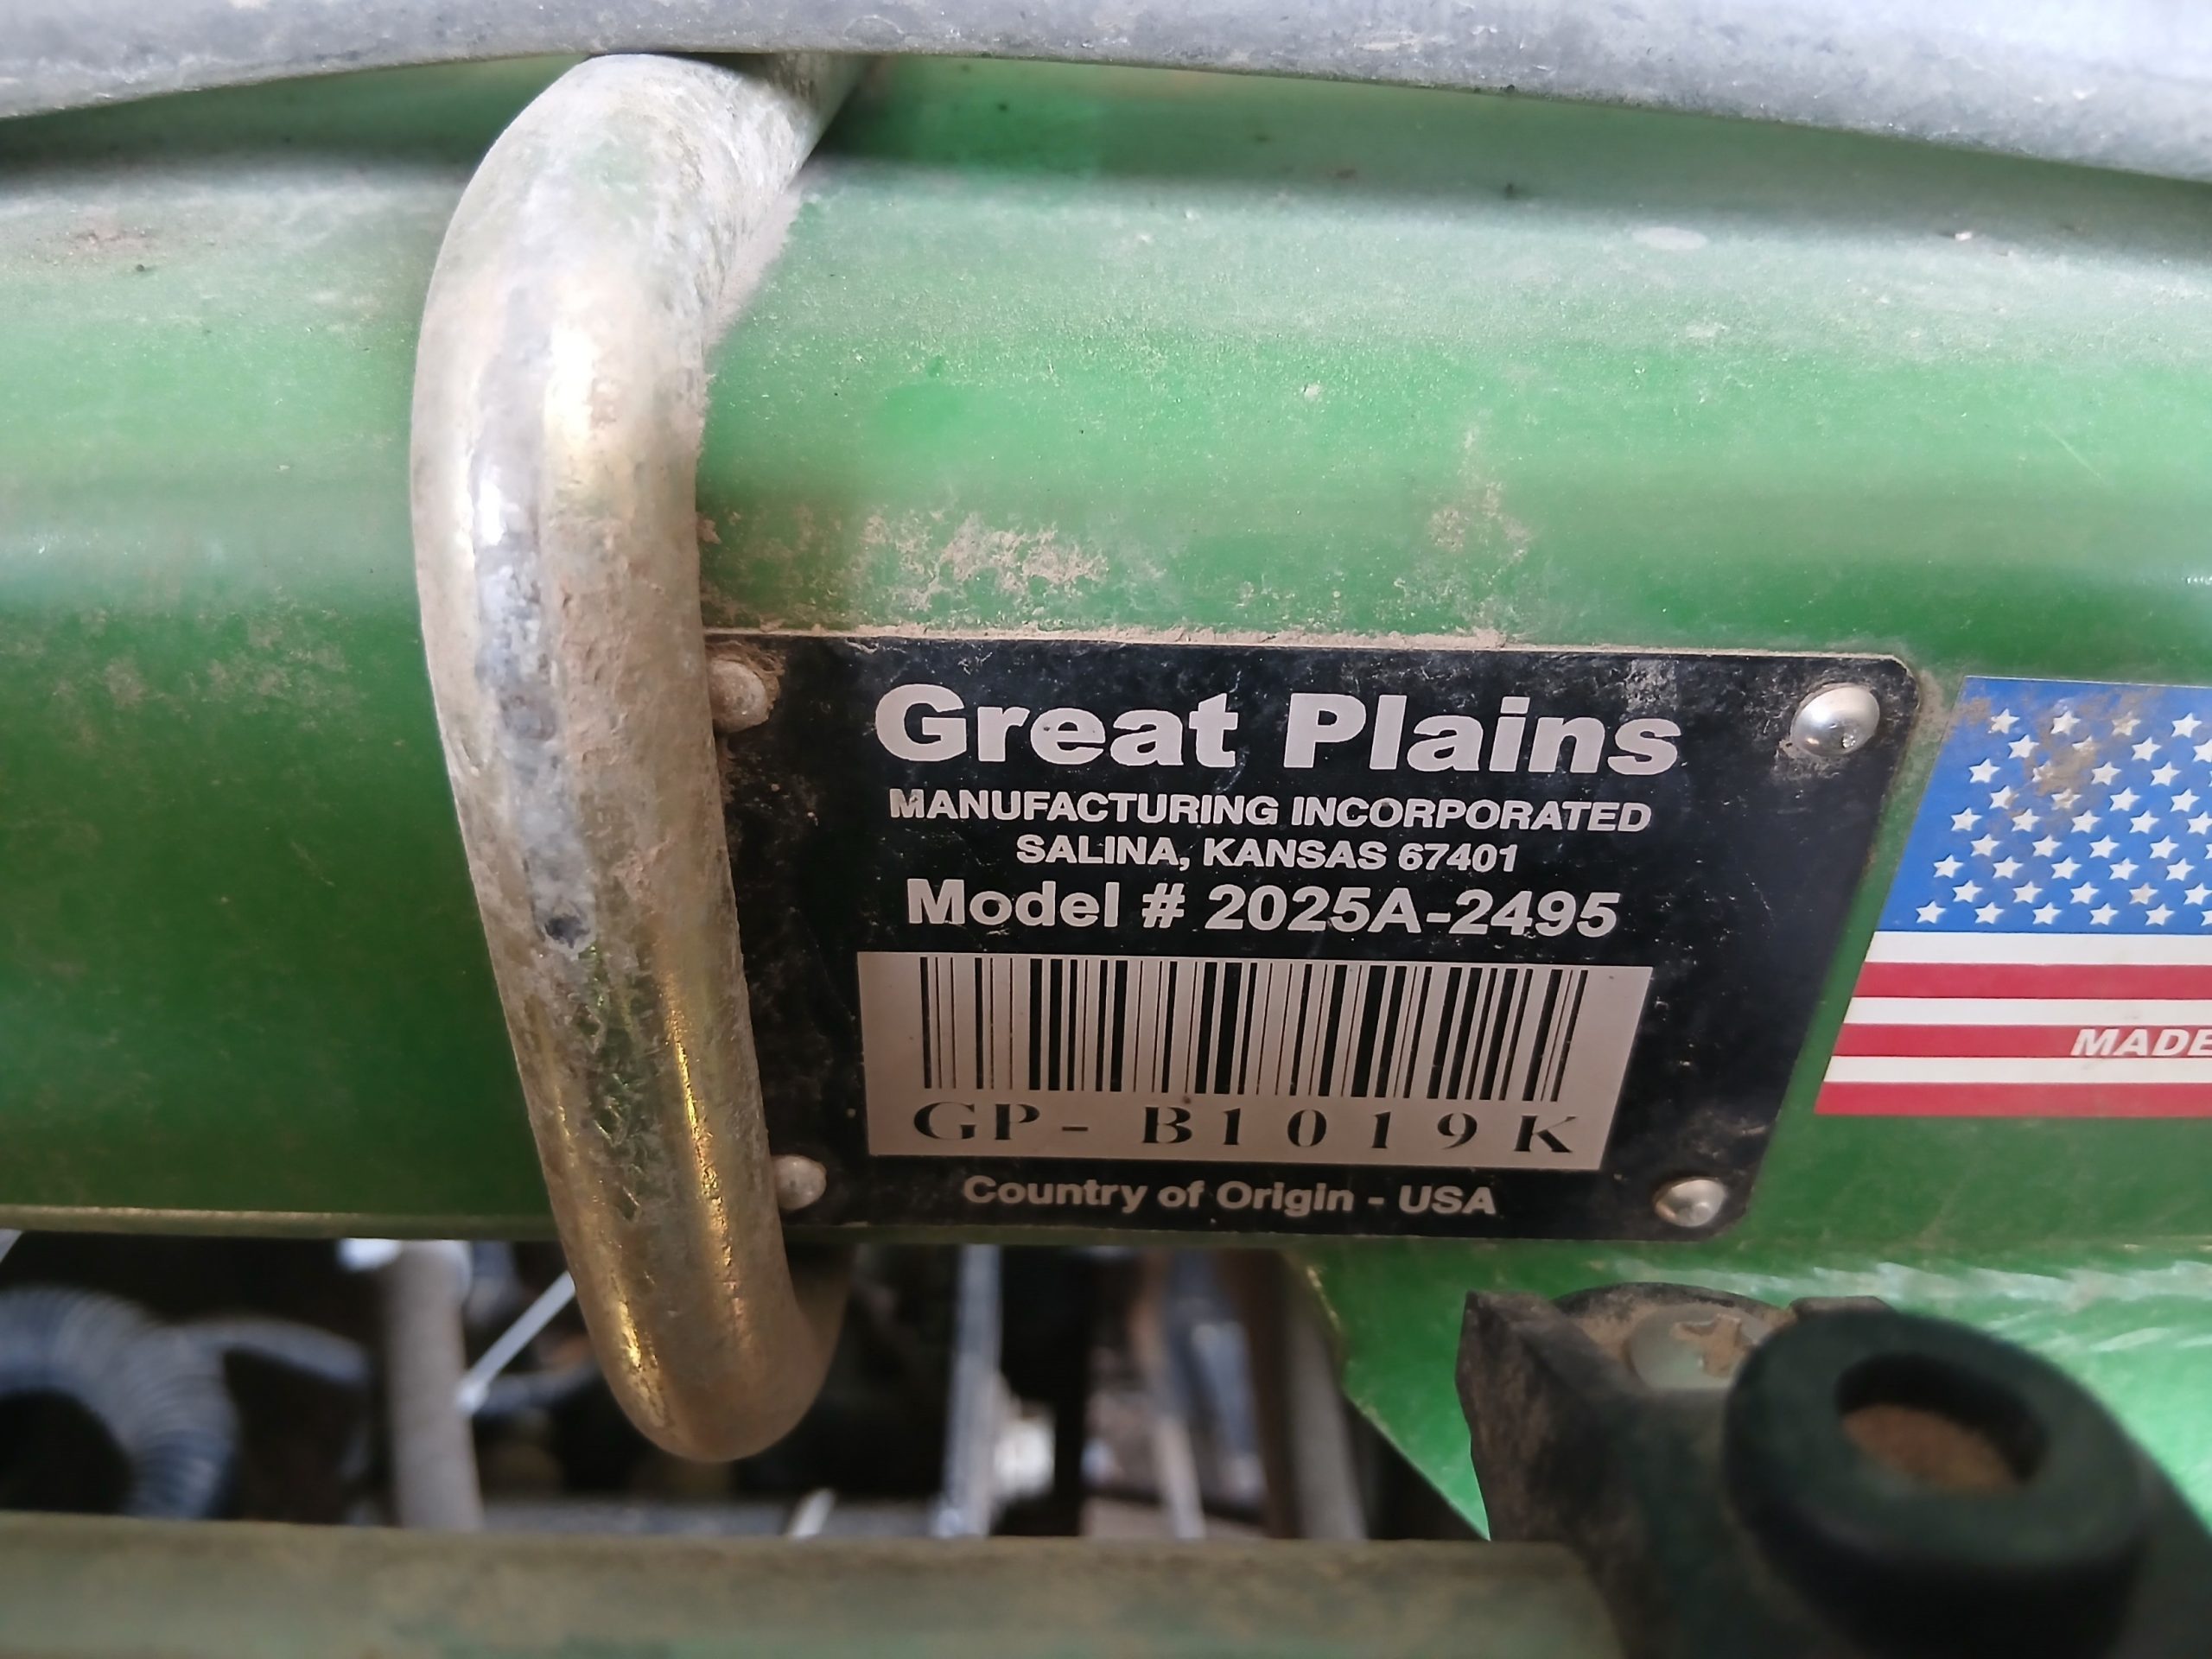 Great Plains
MANUFACTURING INCORPORATED
SALINA, KANSAS 67401
Model # 2025A-2495
GP- B1019K
Country of Origin - USA
MADE